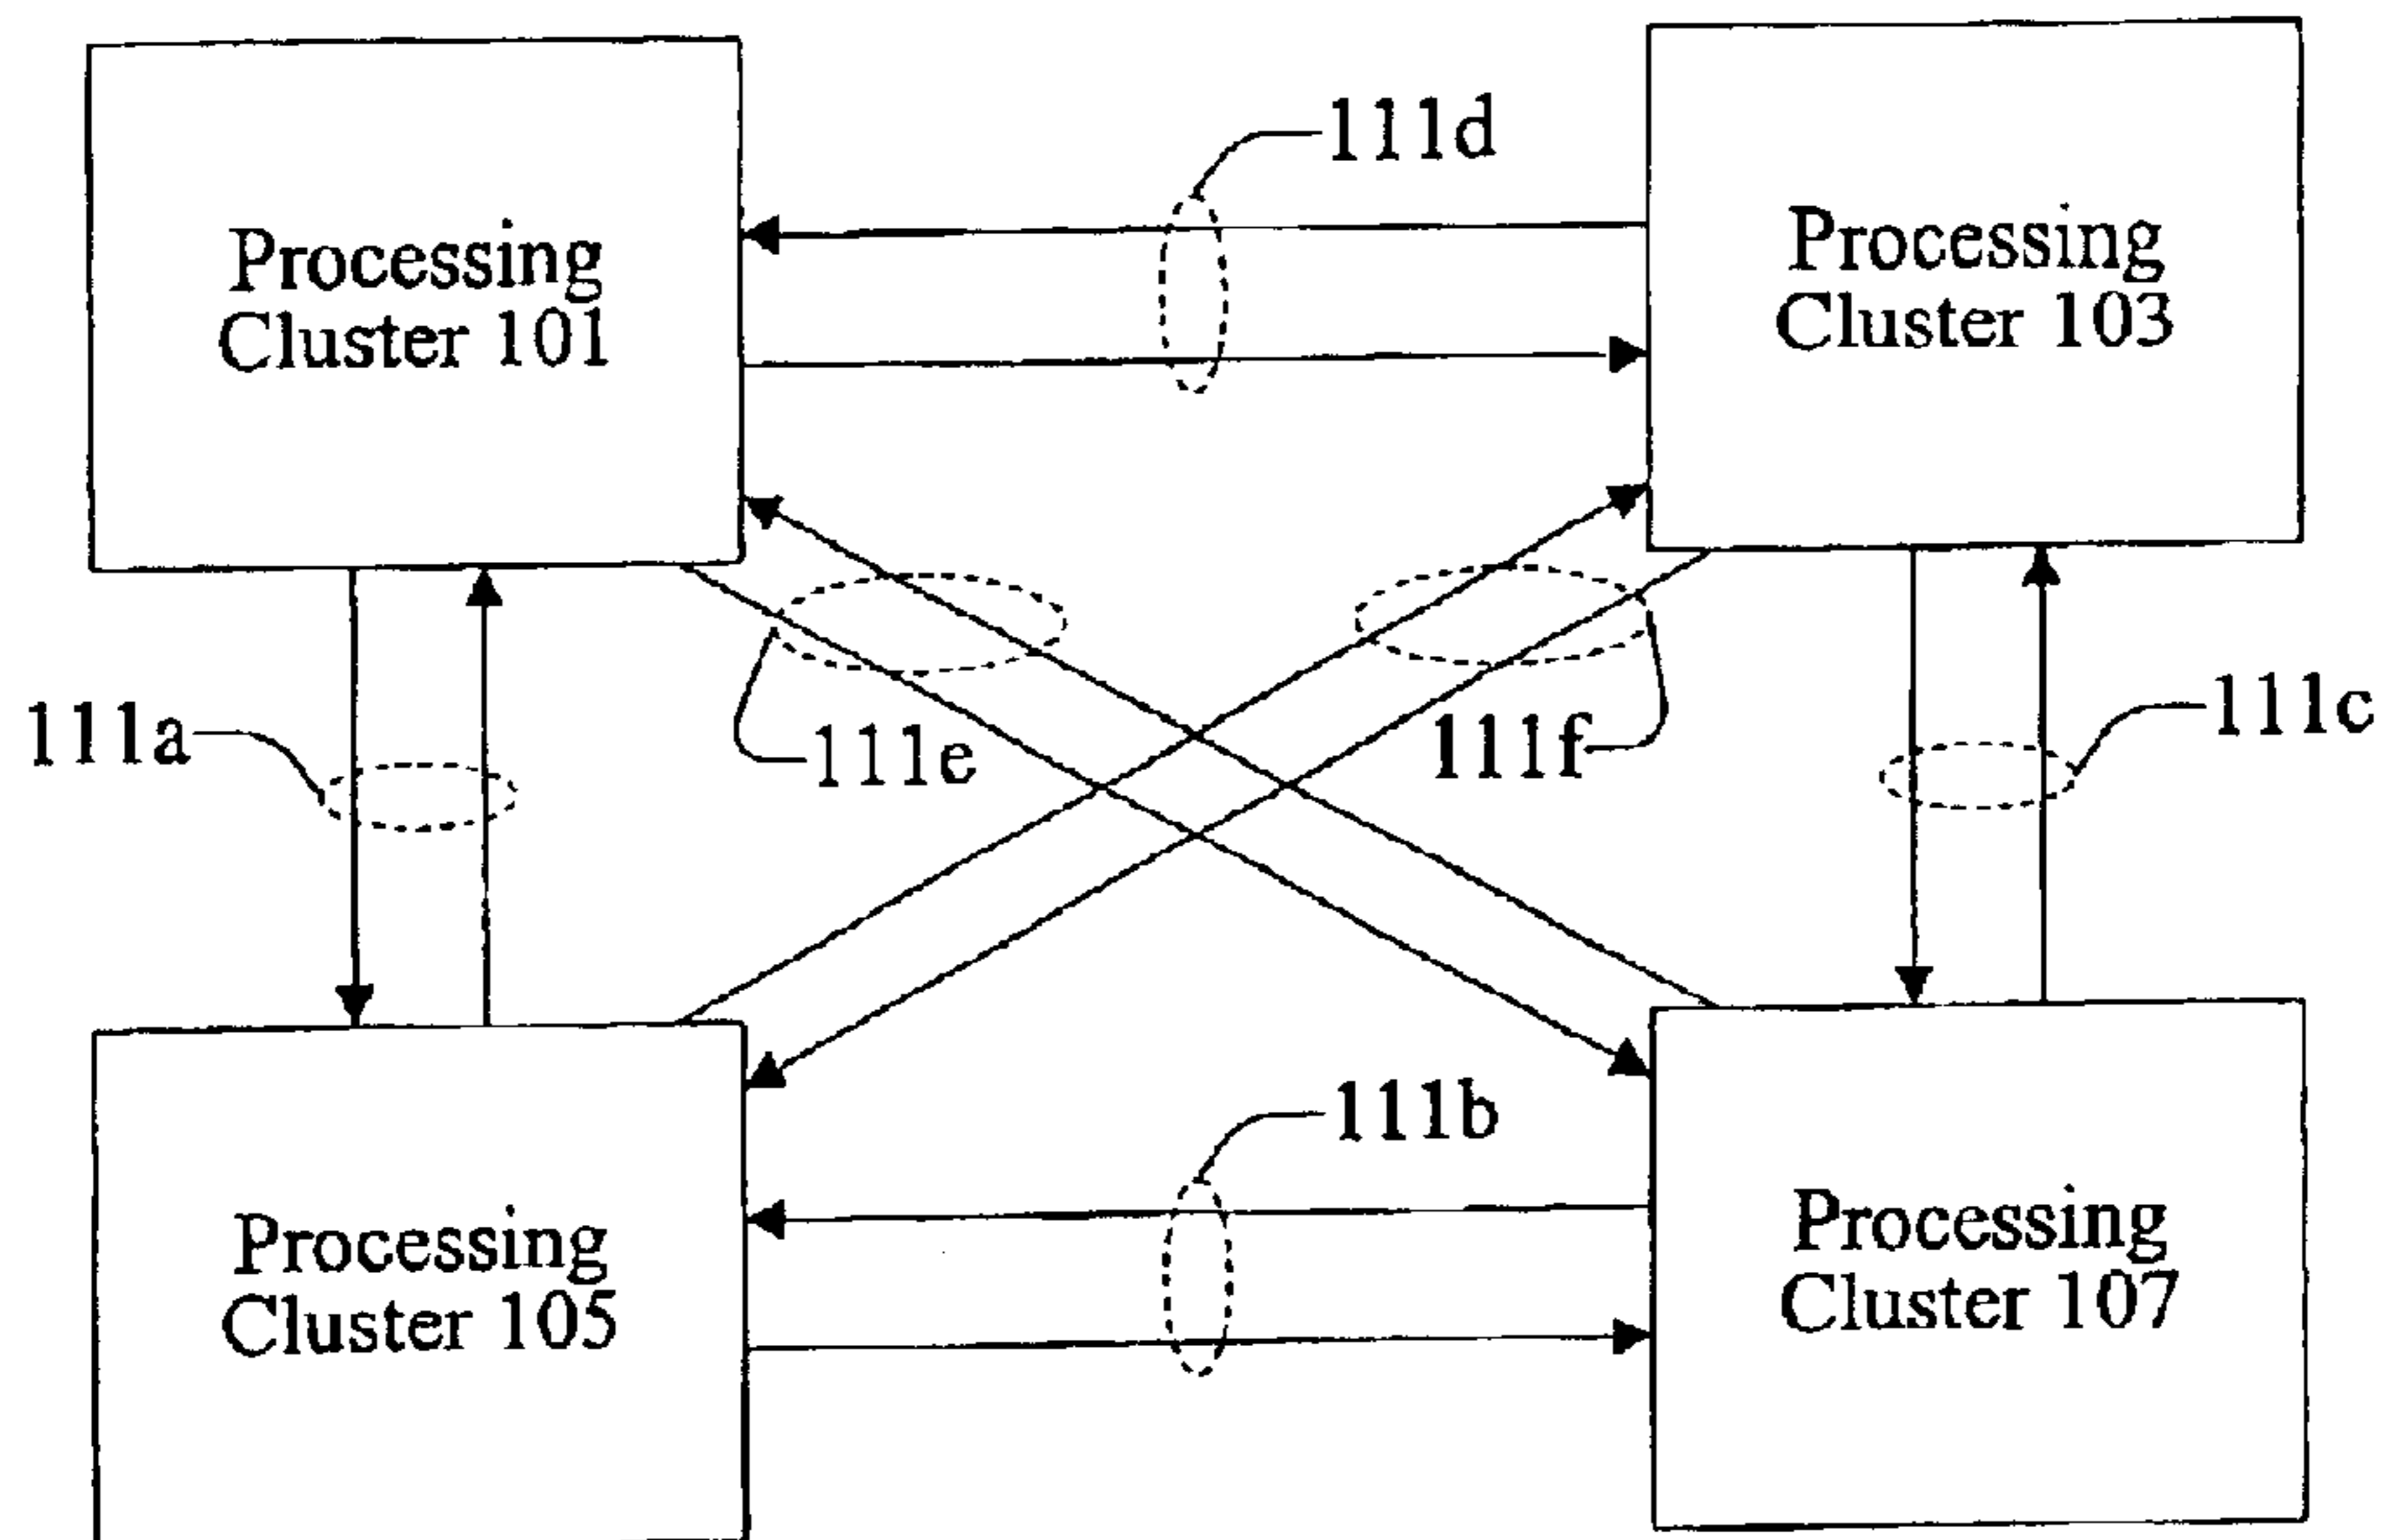 111d
Processing
Cluster 101
Processing
Cluster 103
111a
111e
111f
111c
111b
Processing
Cluster 105
Processing
Cluster 107